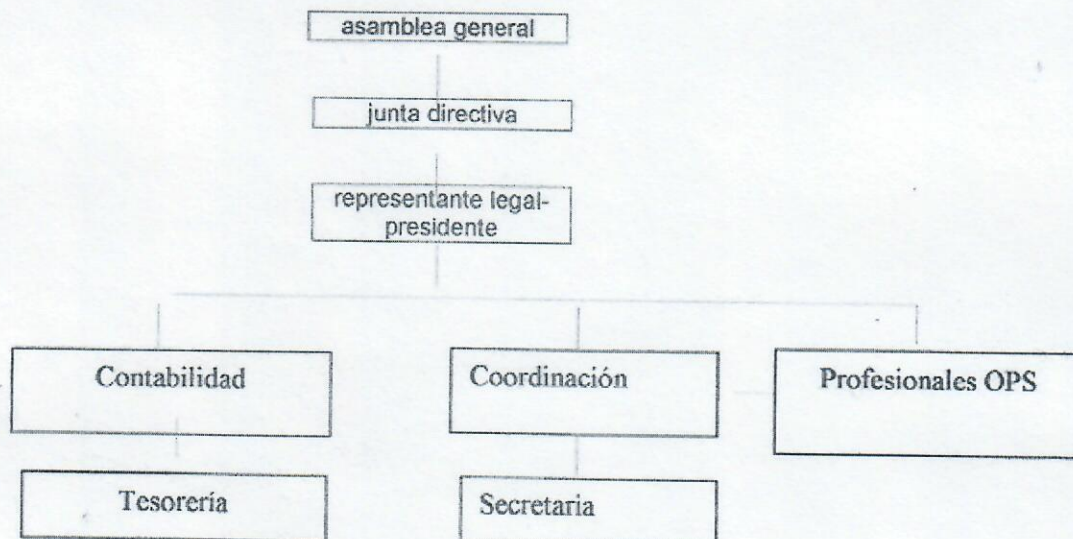 asamblea general
junta directiva
representante legal-
presidente
Contabilidad
Coordinación
Profesionales OPS
Tesorería
Secretaria